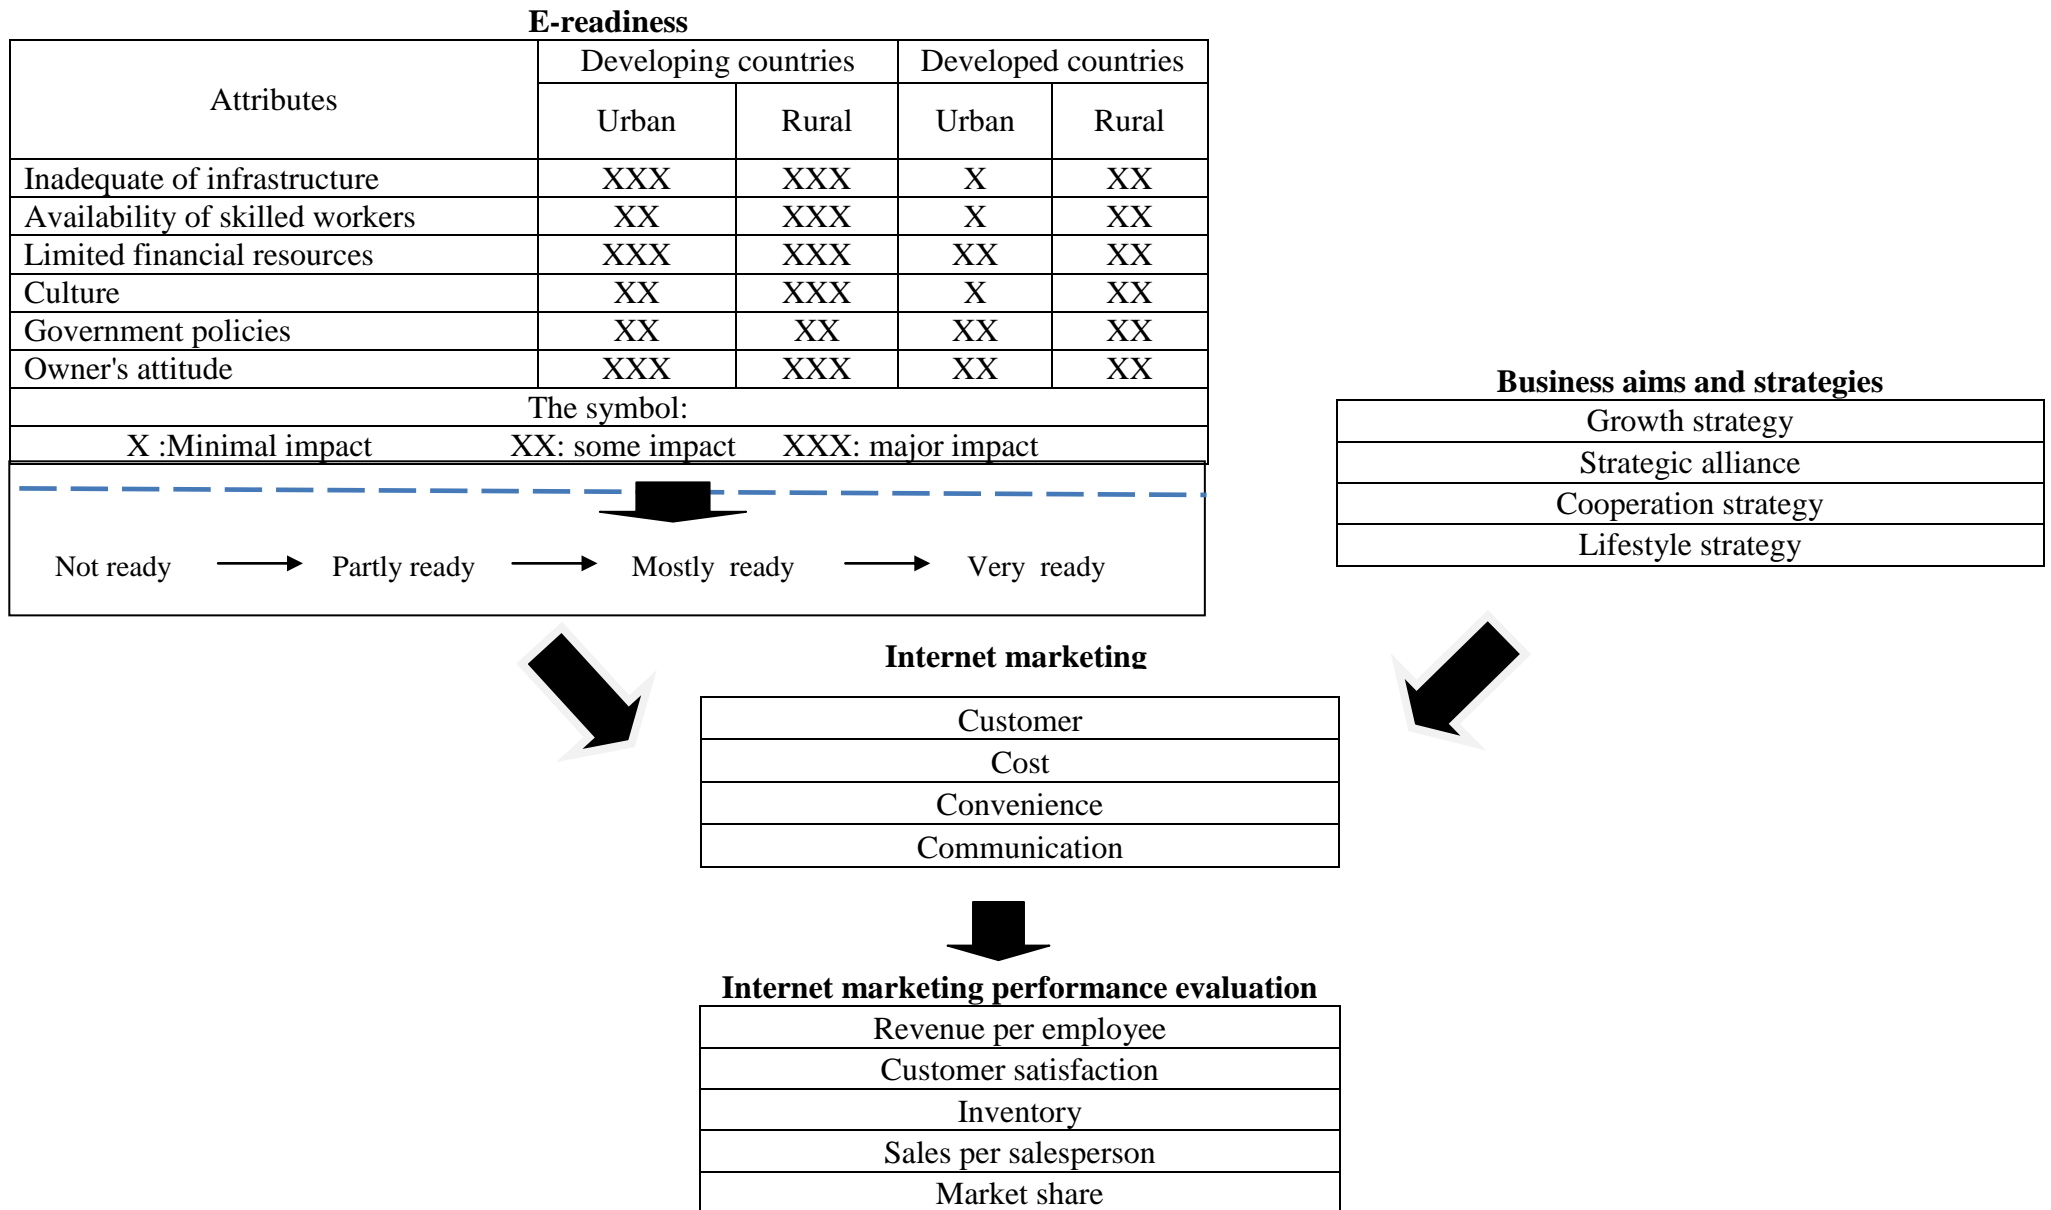 E-readiness
Attributes Developing countries Developed countries
Urban Rural Urban Rural
Inadequate of infrastructure XXX XXX X XX
Availability of skilled workers XX XXX X XX
Limited financial resources XXX XXX XX XX
Culture XX XXX X XX
Government policies XX XX XX XX
Owner's attitude XXX XXX XX XX
The symbol:
X :Minimal impact XX: some impact XXX: major impact
Not ready Partly ready Mostly ready Very ready
Business aims and strategies
Growth strategy
Strategic alliance
Cooperation strategy
Lifestyle strategy
Internet marketing
Customer
Cost
Convenience
Communication
Internet marketing performance evaluation
Revenue per employee
Customer satisfaction
Inventory
Sales per salesperson
Market share